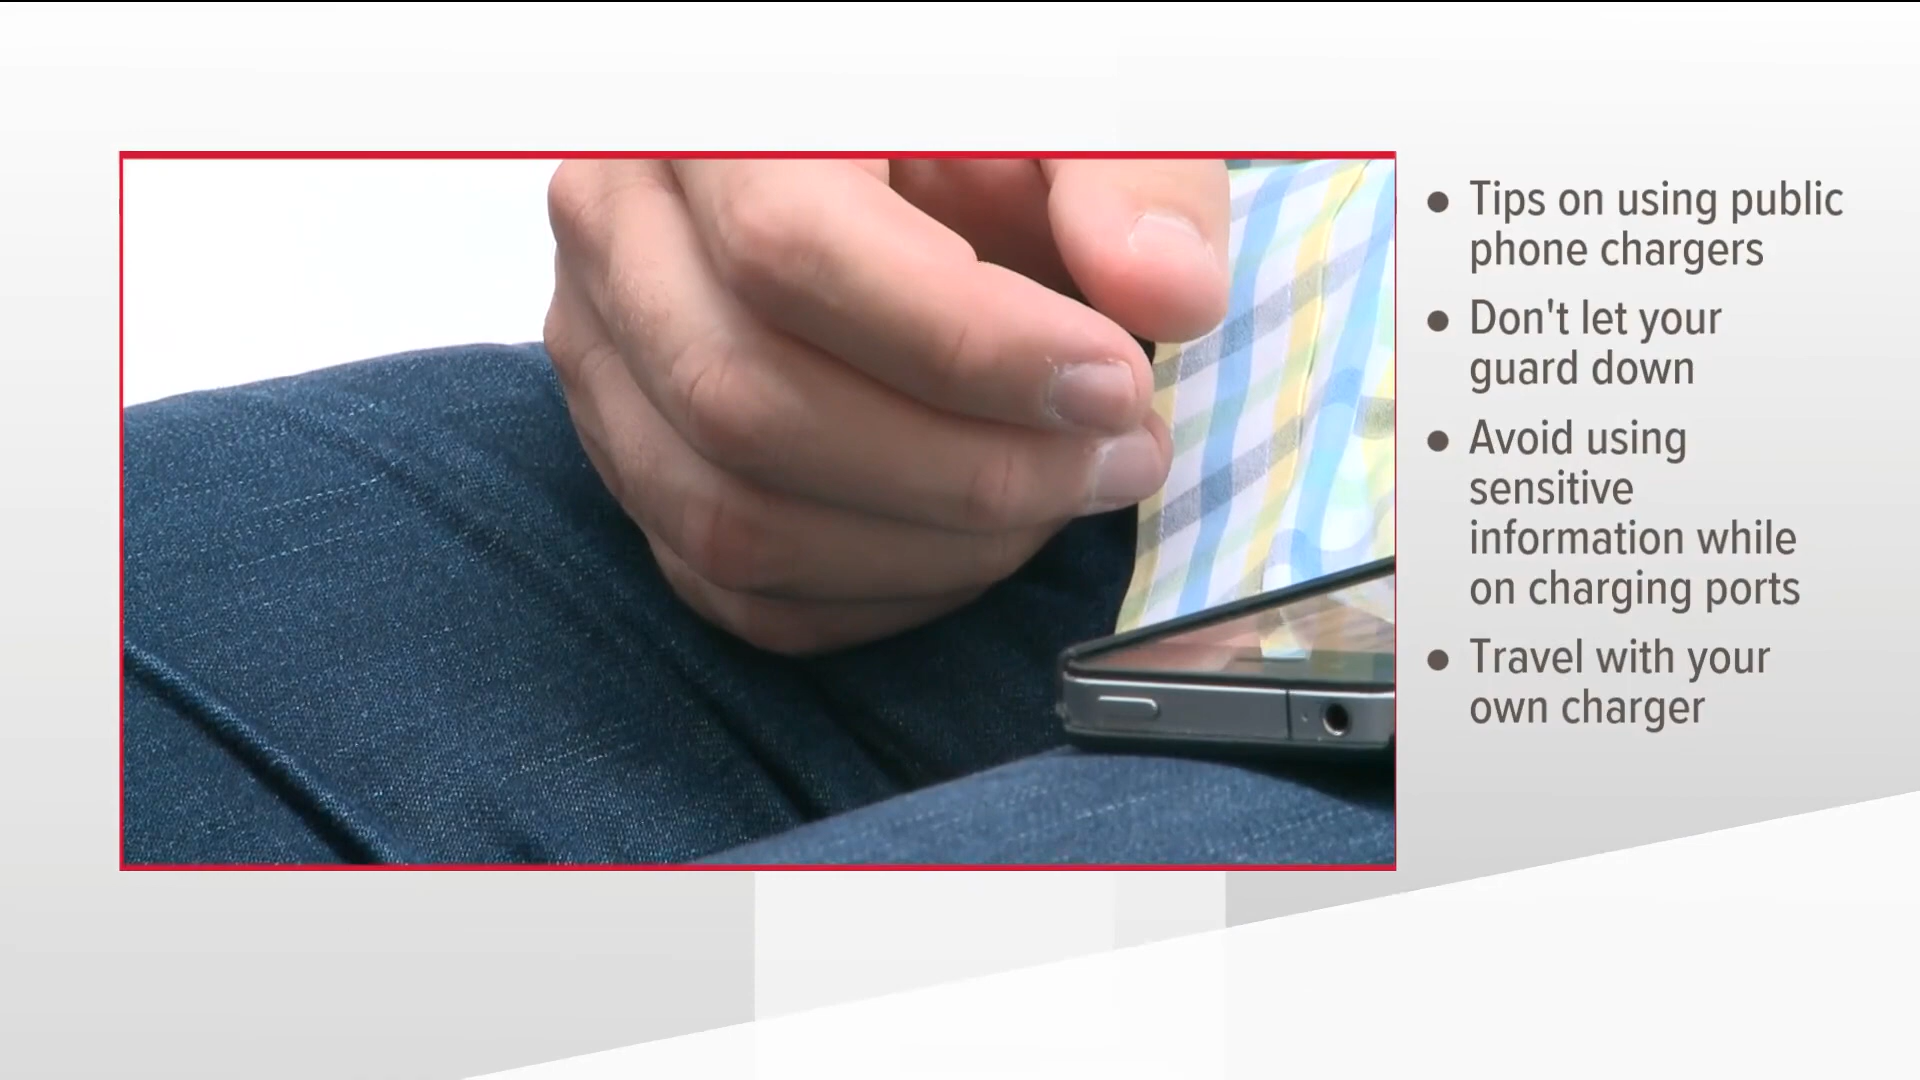 Tips on using public
phone chargers
Don't let your
guard down
Avoid using
sensitive
information while
on charging ports
Travel with your
own charger